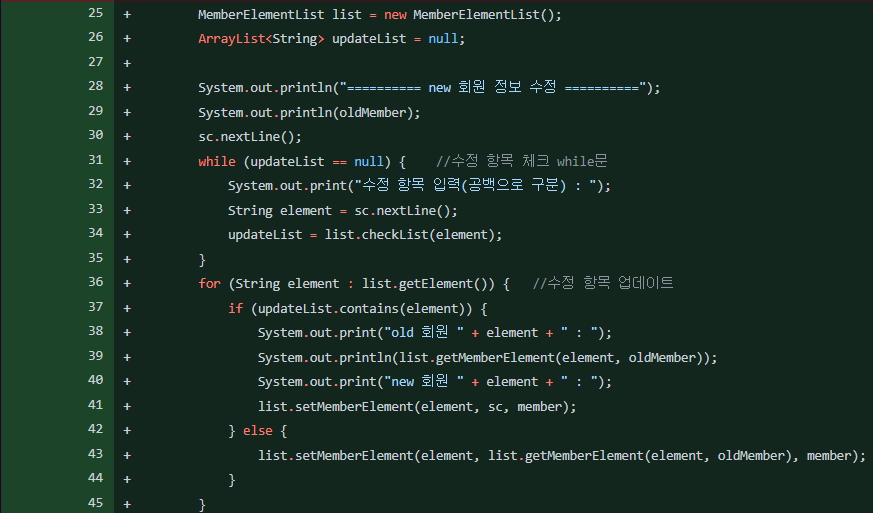 25 + MemberElementList list = new MemberElementList();
26 + ArrayList<String> updateList = null;
27 +
28 + System.out.println("========== new 회원 정보 수정 ==========");
29 + System.out.println(oldMember);
30 + sc.nextLine();
31 + while (updateList == null) { //수정 항목 체크 while문
32 + System.out.print("수정 항목 입력(공백으로 구분) : ");
33 + String element = sc.nextLine();
34 + updateList = list.checkList(element);
35 + }
36 + for (String element : list.getElement()) { //수정 항목 업데이트
37 + if (updateList.contains(element)) {
38 + System.out.print("old 회원 " + element + " : ");
39 + System.out.println(list.getMemberElement(element, oldMember));
40 + System.out.print("new 회원 " + element + " : ");
41 + list.setMemberElement(element, sc, member);
42 + } else {
43 + list.setMemberElement(element, list.getMemberElement(element, oldMember), member);
44 + }
45 + }